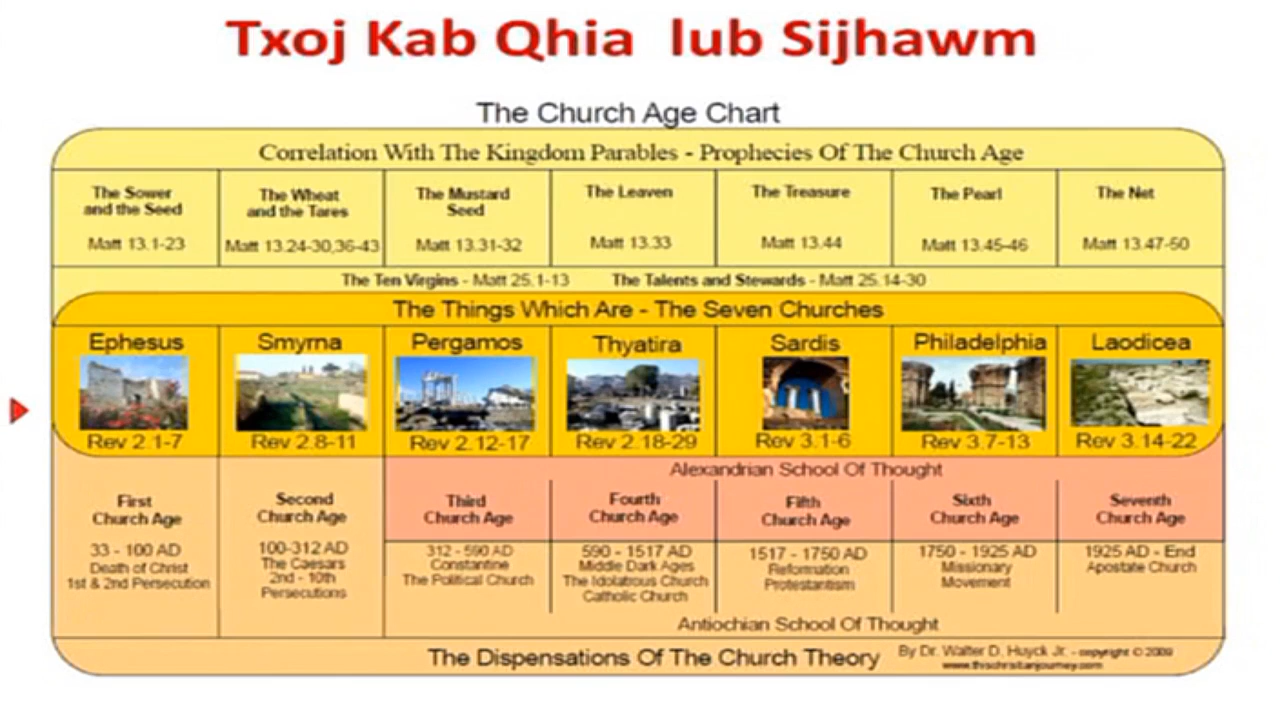 Txoj Kab Qhia lub Sijhawm
The Church Age Chart
Correlation With The Kingdom Parables - Prophecies Of The Church Age
The Sower
and the Seed
Matt 13.1-23
The Wheat
and the Tares
Matt 13.24-30,36-43
The Mustard
Seed
Matt 13.31-32
The Leaven
Matt 13.33
The Treasure
Matt 13.44
The Pearl
Matt 13.45-46
The Net
Matt 13.47-50
The Ten Virgins - Matt 25.1-13 The Talents and Stewards - Matt 25.14-30
The Things Which Are - The Seven Churches
Ephesus
Rev 2.1-7
Smyrna
Rev 2.8-11
Pergamos
Rev 2.12-17
Thyatira
Rev 2.18-29
Sardis
Rev 3.1-6
Philadelphia
Rev 3.7-13
Laodicea
Rev 3.14-22
Alexandrian School Of Thought
First
Church Age
33 - 100 AD
Death of Christ
1st & 2nd Persecution
Second
Church Age
100-312 AD
The Caesars
2nd - 10th
Persecutions
Third
Church Age
312 - 590 AD
Constantine
The Political Church
Fourth
Church Age
590 - 1517 AD
Middle Dark Ages
The Idolatrous Church
Catholic Church
Fifth
Church Age
1517 - 1750 AD
Reformation
Protestantism
Sixth
Church Age
1750 - 1925 AD
Missionary
Movement
Seventh
Church Age
1925 AD - End
Apostate Church
Antiochian School Of Thought
The Dispensations Of The Church Theory
By Dr. Walter D. Huyck Jr. - copyright © 2009
www.thischristianjourney.com